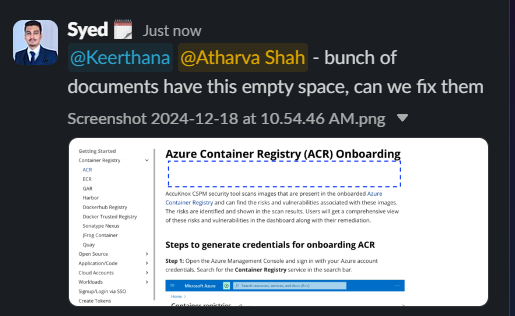 Syed Just now
@Keerthana @Atharva Shah - bunch of
documents have this empty space, can we fix them
Screenshot 2024-12-18 at 10.54.46 AM.png
Getting Started
Container Registry
ACR
ECR
GAR
Harbor
Dockerhub Registry
Docker Trusted Registry
Sonatype Nexus
JFrog Container
Quay
Open Source
Application/Code
Cloud Accounts
Workloads
Signup/Login via SSO
Create Tokens
Azure Container Registry (ACR) Onboarding
AccuKnox CSPM security tool scans images that are present in the onboarded Azure
Container Registry and can find the risks and vulnerabilities associated with these images.
The risks are identified and shown in the scan results. Users will get a comprehensive view
of these risks and vulnerabilities in the dashboard along with their remediation.
Steps to generate credentials for onboarding ACR
Step 1: Open the Azure Management Console and sign in with your Azure account
credentials. Search for the Container Registry service in the search bar.
Microsoft Azure
Home >
Container registries